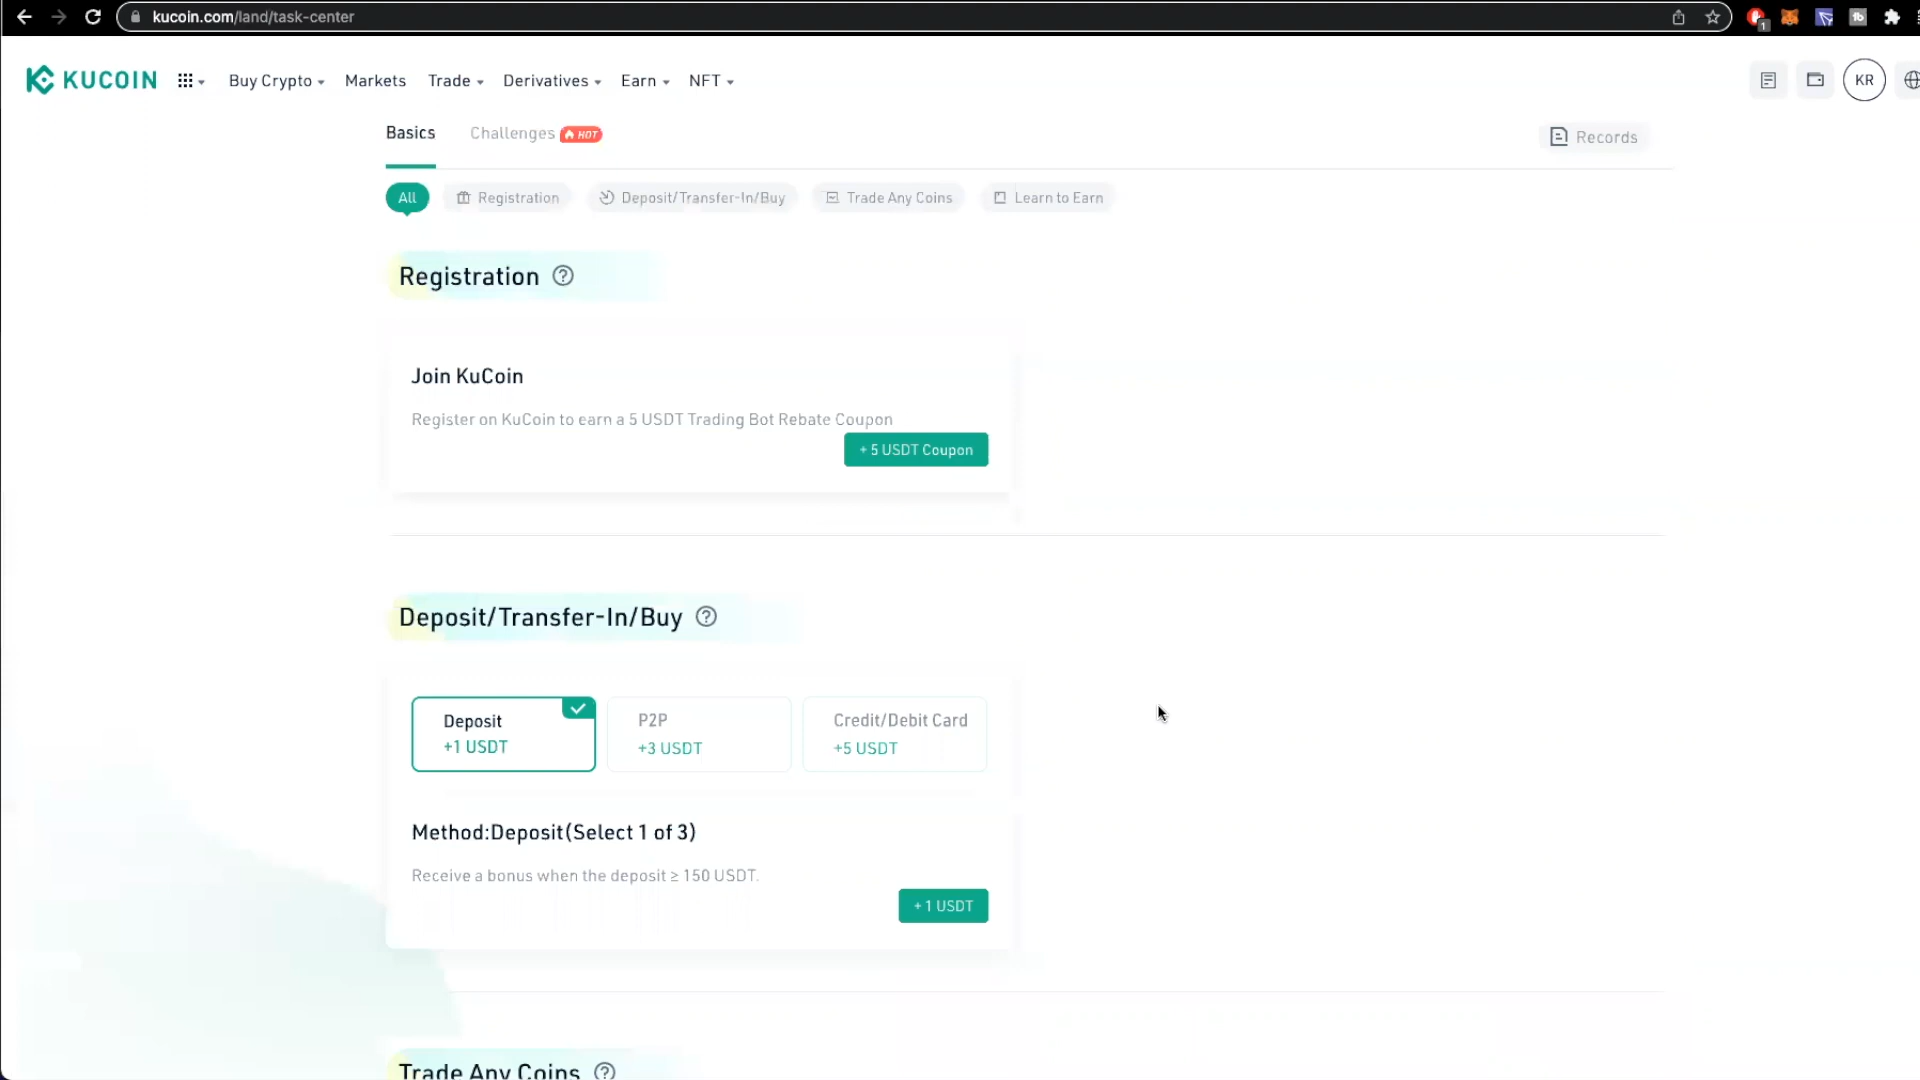 kucoin.com/land/task-center
1
tb
KUCOIN
Buy Crypto
Markets
Trade
Derivatives
Earn
NFT
KR
Basics
Challenges
HOT
Records
All
Registration
Deposit/Transfer-In/Buy
Trade Any Coins
Learn to Earn
Registration
Join KuCoin
Register on KuCoin to earn a 5 USDT Trading Bot Rebate Coupon
+ 5 USDT Coupon
Deposit/Transfer-In/Buy
Deposit
+1 USDT
P2P
+3 USDT
Credit/Debit Card
+5 USDT
Method:Deposit(Select 1 of 3)
Receive a bonus when the deposit ≥ 150 USDT.
+ 1 USDT
Trade Any Coins